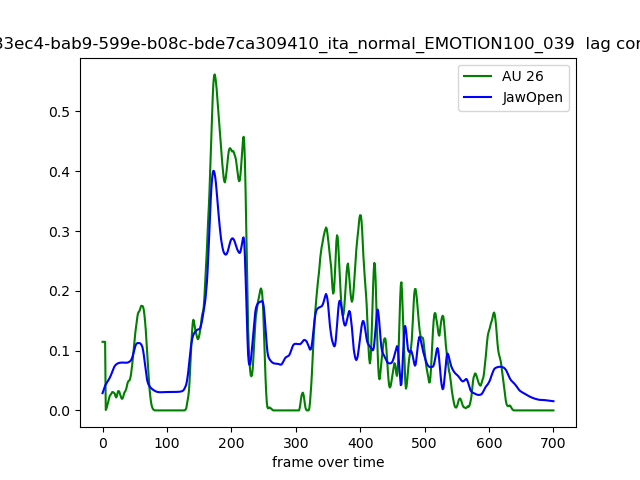 33ec4-bab9-599e-b08c-bde7ca309410_ita_normal_EMOTION100_039 lag cor
AU 26
JawOpen
0.5
0.4
0.3
0.2
0.1
0.0
0 100 200 300 400 500 600 700
frame over time